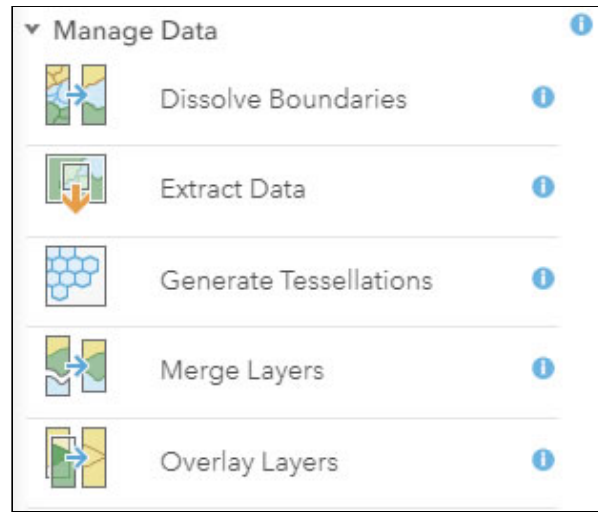 Manage Data
Dissolve Boundaries
Extract Data
Generate Tessellations
Merge Layers
Overlay Layers